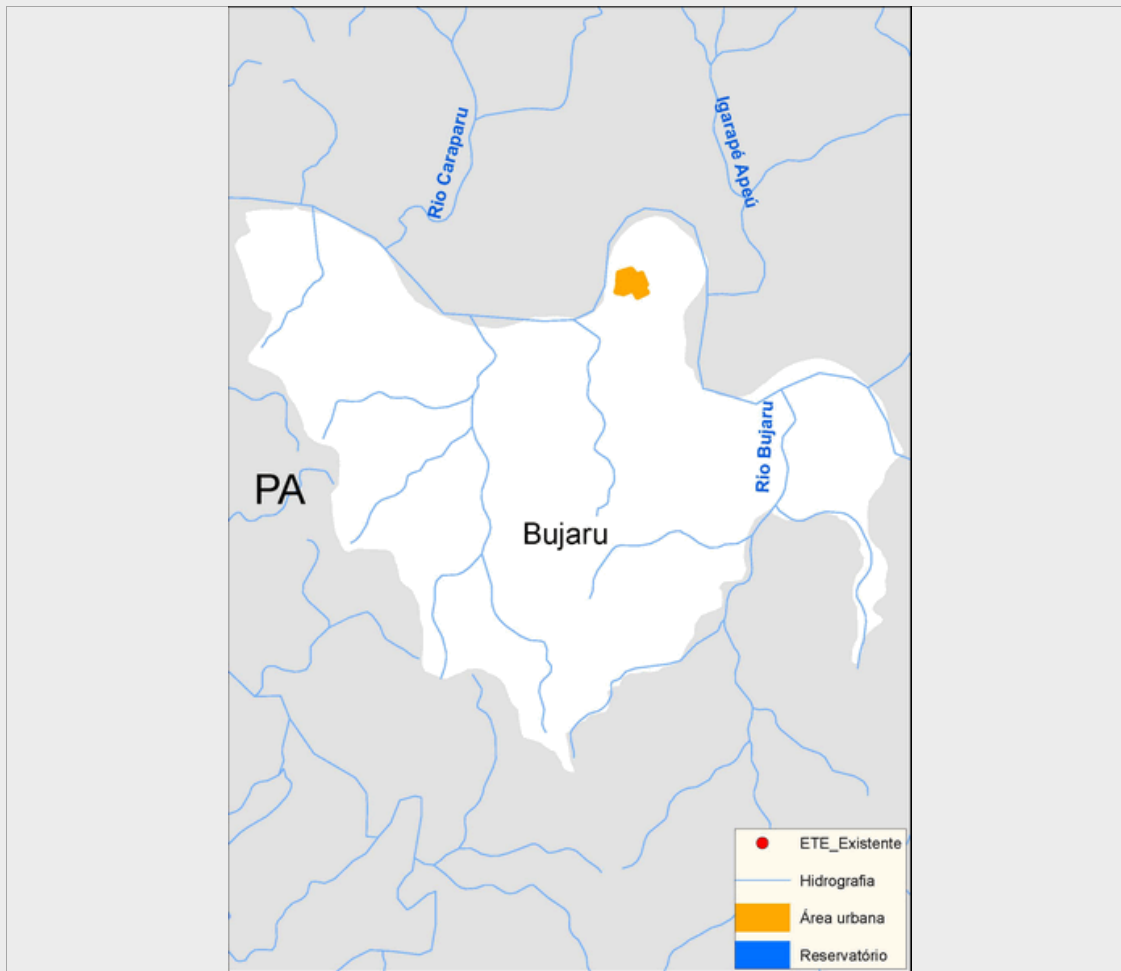 Rio Caraparu
Igarapé Apeú
Rio Bujaru
PA
Bujaru
ETE_Existente
Hidrografia
Área urbana
Reservatório